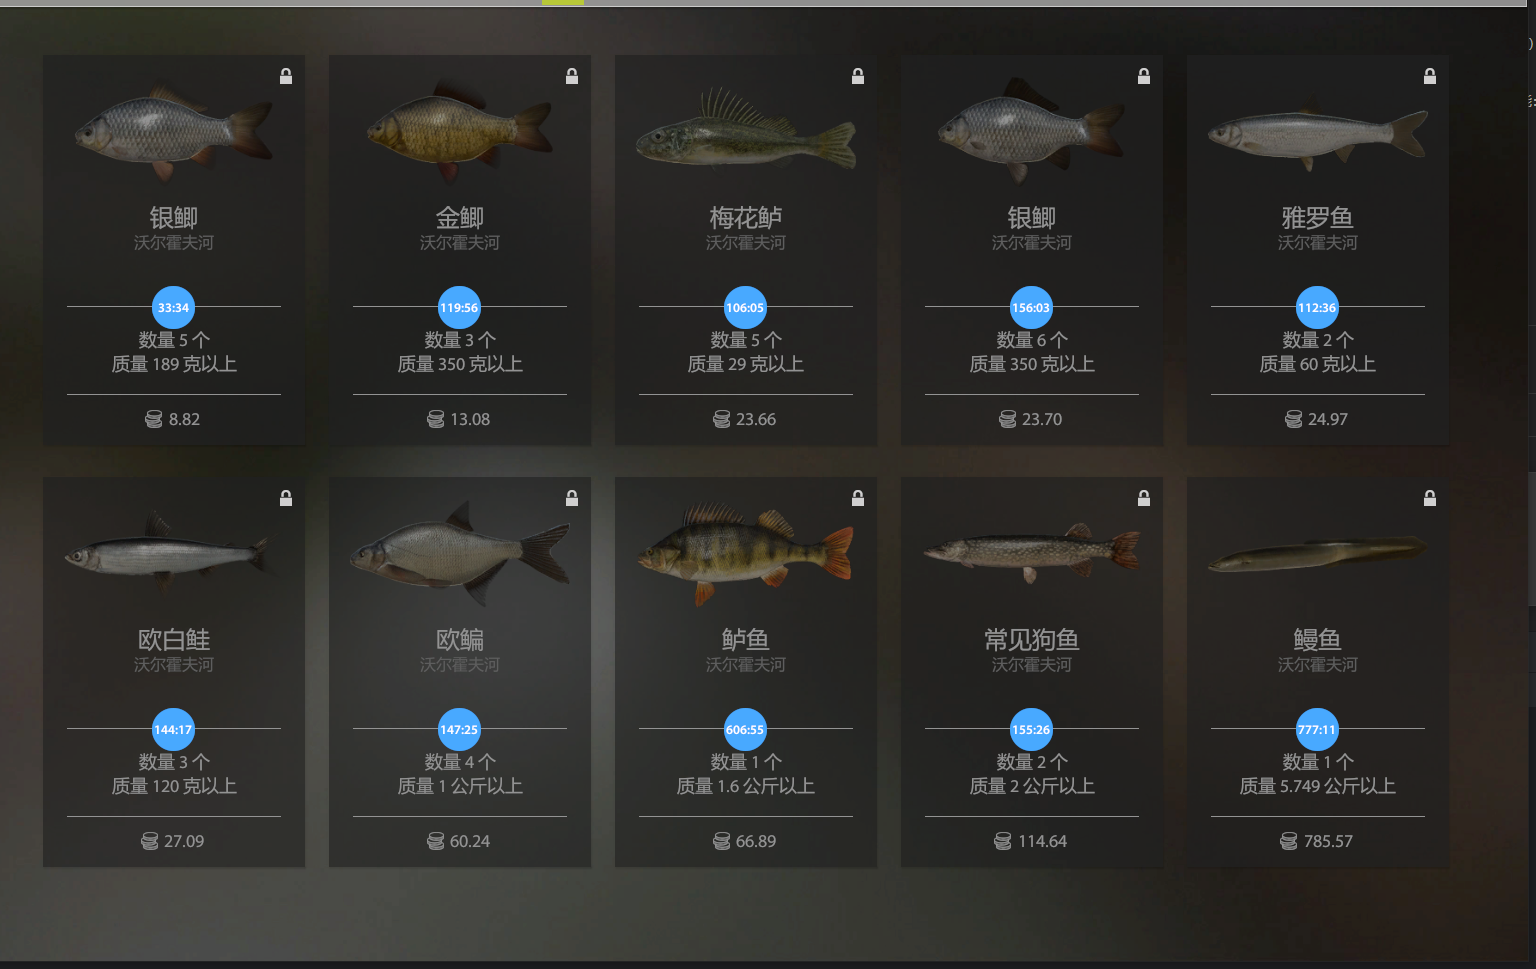 银鲫
沃尔霍夫河
33:34
数量 5 个
质量 189 克以上
8.82
金鲫
沃尔霍夫河
119:56
数量 3 个
质量 350 克以上
13.08
梅花鲈
沃尔霍夫河
106:05
数量 5 个
质量 29 克以上
23.66
银鲫
沃尔霍夫河
156:03
数量 6 个
质量 350 克以上
23.70
雅罗鱼
沃尔霍夫河
112:36
数量 2 个
质量 60 克以上
24.97
欧白鲑
沃尔霍夫河
144:17
数量 3 个
质量 120 克以上
27.09
欧鳊
沃尔霍夫河
147:25
数量 4 个
质量 1 公斤以上
60.24
鲈鱼
沃尔霍夫河
606:55
数量 1 个
质量 1.6 公斤以上
66.89
常见狗鱼
沃尔霍夫河
155:26
数量 2 个
质量 2 公斤以上
114.64
鳗鱼
沃尔霍夫河
777:11
数量 1 个
质量 5.749 公斤以上
785.57